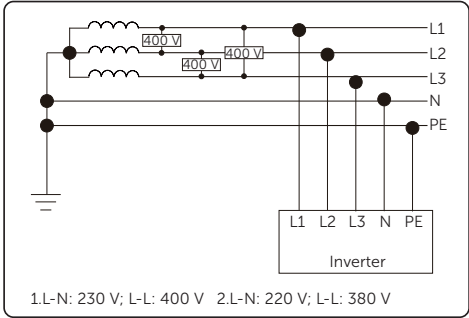 L1
400 V
400 V
L2
400 V
L3
N
PE
L1 L2 L3 N PE
Inverter
1.L-N: 230 V; L-L: 400 V 2.L-N: 220 V; L-L: 380 V